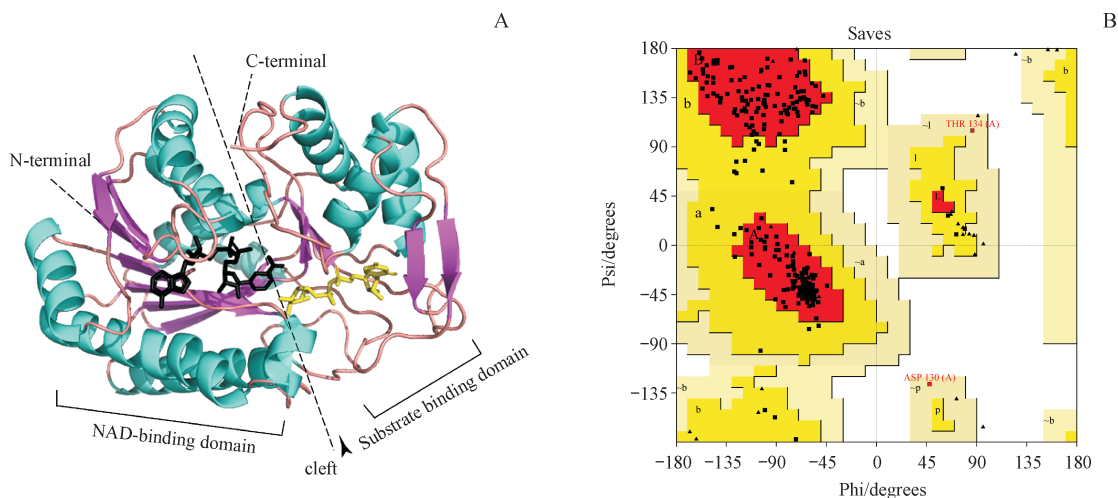 A
C-terminal
N-terminal
NAD-binding domain
cleft
Substrate binding domain
B
Saves
Psi/degrees
180
135
90
45
0
−45
−90
−135
B
b
~b
~b
b
~l
THR 134 (A)
l
L
a
A
~a
ASP 130 (A)
~p
p
~b
b
b
~b
−180 −135 −90 −45 0 45 90 135 180
Phi/degrees